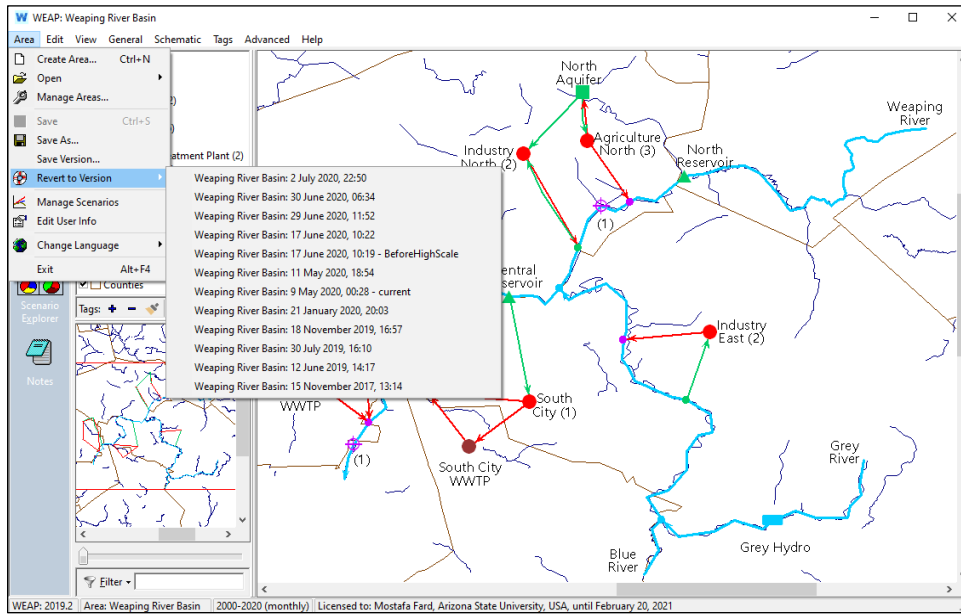 WEAP: Weaping River Basin
Area Edit View General Schematic Tags Advanced Help
Create Area... Ctrl+N
Open
Manage Areas...
Save Ctrl+S
Save As...
Save Version...
Revert to Version
Manage Scenarios
Edit User Info
Change Language
Exit Alt+F4
2)
)
atment Plant (2)
Weaping River Basin: 2 July 2020, 22:50
Weaping River Basin: 30 June 2020, 06:34
Weaping River Basin: 29 June 2020, 11:52
Weaping River Basin: 17 June 2020, 10:22
Weaping River Basin: 17 June 2020, 10:19 - BeforeHighScale
Weaping River Basin: 11 May 2020, 18:54
Weaping River Basin: 9 May 2020, 00:28 - current
Weaping River Basin: 21 January 2020, 20:03
Weaping River Basin: 18 November 2019, 16:57
Weaping River Basin: 30 July 2019, 16:10
Weaping River Basin: 12 June 2019, 14:17
Weaping River Basin: 15 November 2017, 13:14
Counties
Tags:
Scenario
Explorer
Notes
Filter
North
Aquifer
Weaping
River
Agriculture
North (3)
Industry
North (2)
North
Reservoir
(1)
entral
servoir
Industry
East (2)
South
City (1)
WWTP
(1)
South City
WWTP
Grey
River
Grey Hydro
Blue
River
WEAP: 2019.2 Area: Weaping River Basin 2000-2020 (monthly) Licensed to: Mostafa Fard, Arizona State University, USA, until February 20, 2021